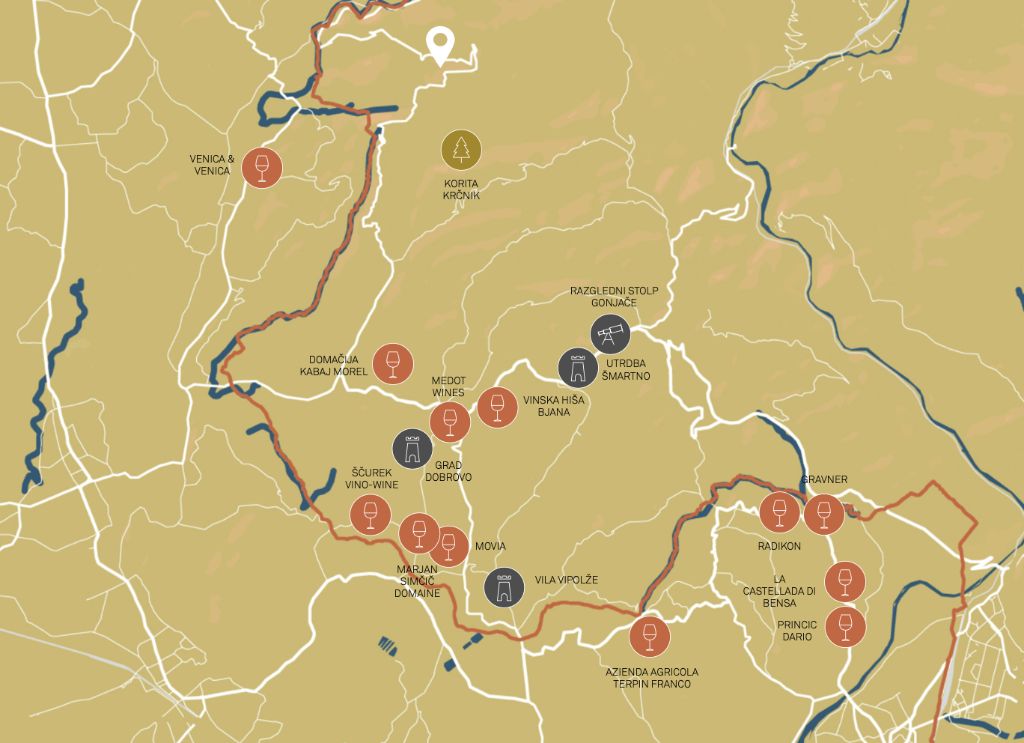 VENICA &
VENICA
KORITA
KRČNIK
RAZGLEDNI STOLP
GONJAČE
DOMAČIJA
KABAJ MOREL
UTRDBA
ŠMARTNO
MEDOT
WINES
VINSKA HIŠA
BJANA
GRAD
DOBROVO
ŠČUREK
VINO-WINE
GRAVNER
MOVIA
RADIKON
MARJAN
SIMČIČ
DOMAINE
VILA VIPOLŽE
LA
CASTELLADA DI
BENSA
PRINCIC
DARIO
AZIENDA AGRICOLA
TERPIN FRANCO